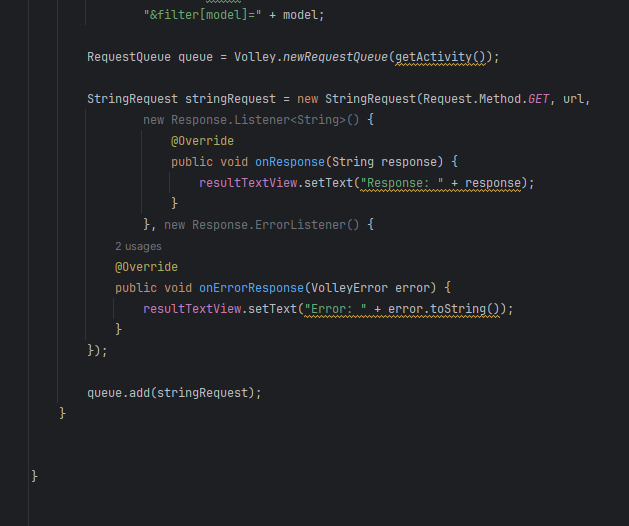 "&filter[model]=" + model;
RequestQueue queue = Volley.newRequestQueue(getActivity());
StringRequest stringRequest = new StringRequest(Request.Method.GET, url,
new Response.Listener<String>() {
@Override
public void onResponse(String response) {
resultTextView.setText("Response: " + response);
}
}, new Response.ErrorListener() {
2 usages
@Override
public void onErrorResponse(VolleyError error) {
resultTextView.setText("Error: " + error.toString());
}
});
queue.add(stringRequest);
}
}